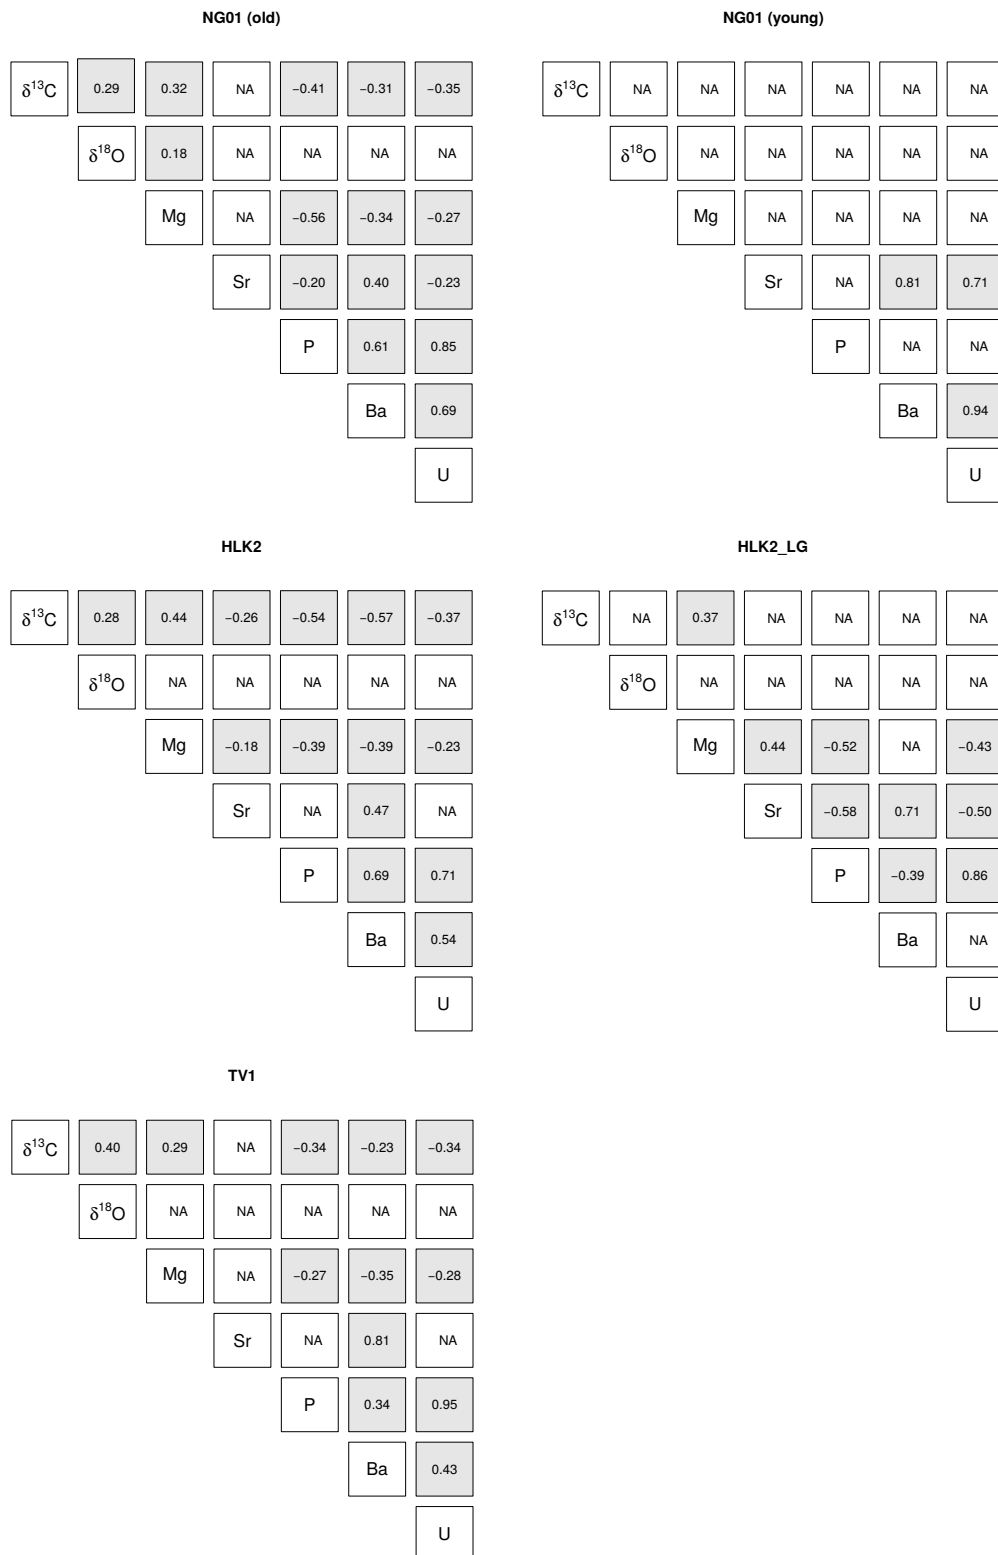 NG01 (old)
δ¹³C 0.29 0.32 NA −0.41 −0.31 −0.35
δ¹⁸O 0.18 NA NA NA NA
Mg NA −0.56 −0.34 −0.27
Sr −0.20 0.40 −0.23
P 0.61 0.85
Ba 0.69
U
NG01 (young)
δ¹³C NA NA NA NA NA NA
δ¹⁸O NA NA NA NA NA
Mg NA NA NA NA
Sr NA 0.81 0.71
P NA NA
Ba 0.94
U
HLK2
δ¹³C 0.28 0.44 −0.26 −0.54 −0.57 −0.37
δ¹⁸O NA NA NA NA NA
Mg −0.18 −0.39 −0.39 −0.23
Sr NA 0.47 NA
P 0.69 0.71
Ba 0.54
U
HLK2_LG
δ¹³C NA 0.37 NA NA NA NA
δ¹⁸O NA NA NA NA NA
Mg 0.44 −0.52 NA −0.43
Sr −0.58 0.71 −0.50
P −0.39 0.86
Ba NA
U
TV1
δ¹³C 0.40 0.29 NA −0.34 −0.23 −0.34
δ¹⁸O NA NA NA NA NA
Mg NA −0.27 −0.35 −0.28
Sr NA 0.81 NA
P 0.34 0.95
Ba 0.43
U